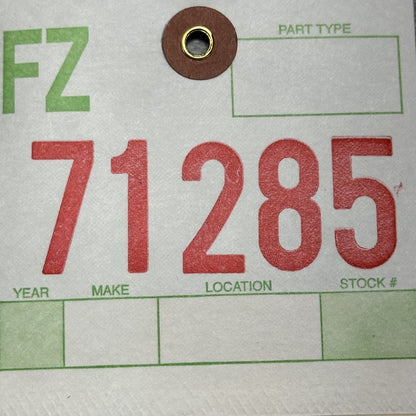 FZ
PART TYPE
71285
YEAR MAKE LOCATION STOCK #